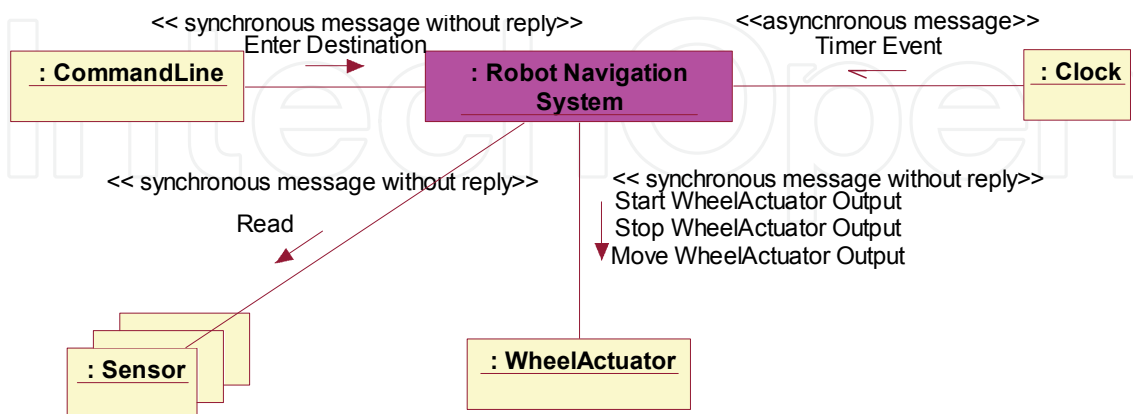 << synchronous message without reply>>
Enter Destination
<<asynchronous message>>
Timer Event
: CommandLine
: Robot Navigation
System
: Clock
IntechOpen
<< synchronous message without reply>>
Read
<< synchronous message without reply>>
Start WheelActuator Output
Stop WheelActuator Output
Move WheelActuator Output
: Sensor
: WheelActuator